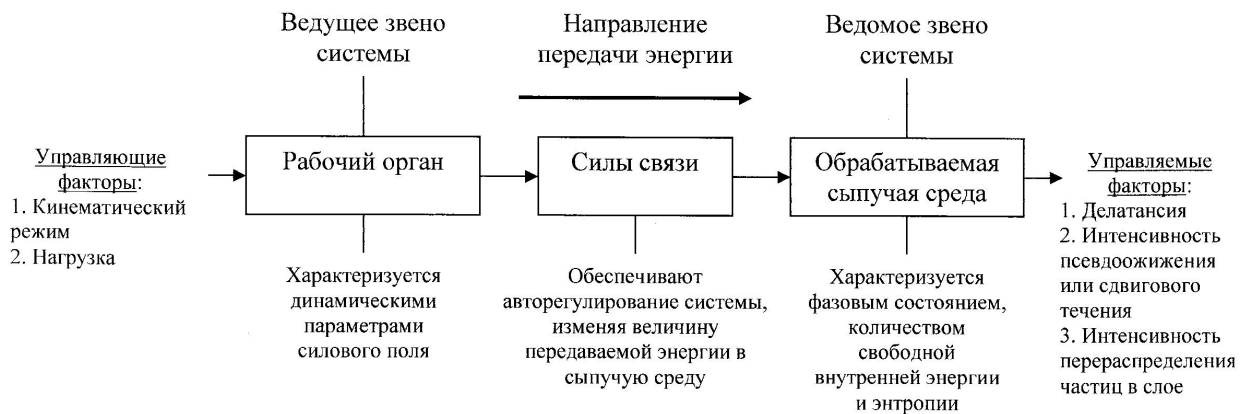 Ведущее звено
системы
Направление
передачи энергии
Ведомое звено
системы
Управляющие
факторы:
1. Кинематический
режим
2. Нагрузка
Рабочий орган
Силы связи
Обрабатываемая
сыпучая среда
Управляемые
факторы:
1. Делатансия
2. Интенсивность
псевдоожижения
или сдвигового
течения
3. Интенсивность
перераспределения
частиц в слое
Характеризуется
динамическими
параметрами
силового поля
Обеспечивают
авторегулирование системы,
изменяя величину
передаваемой энергии в
сыпучую среду
Характеризуется
фазовым состоянием,
количеством
свободной
внутренней энергии
и энтропии